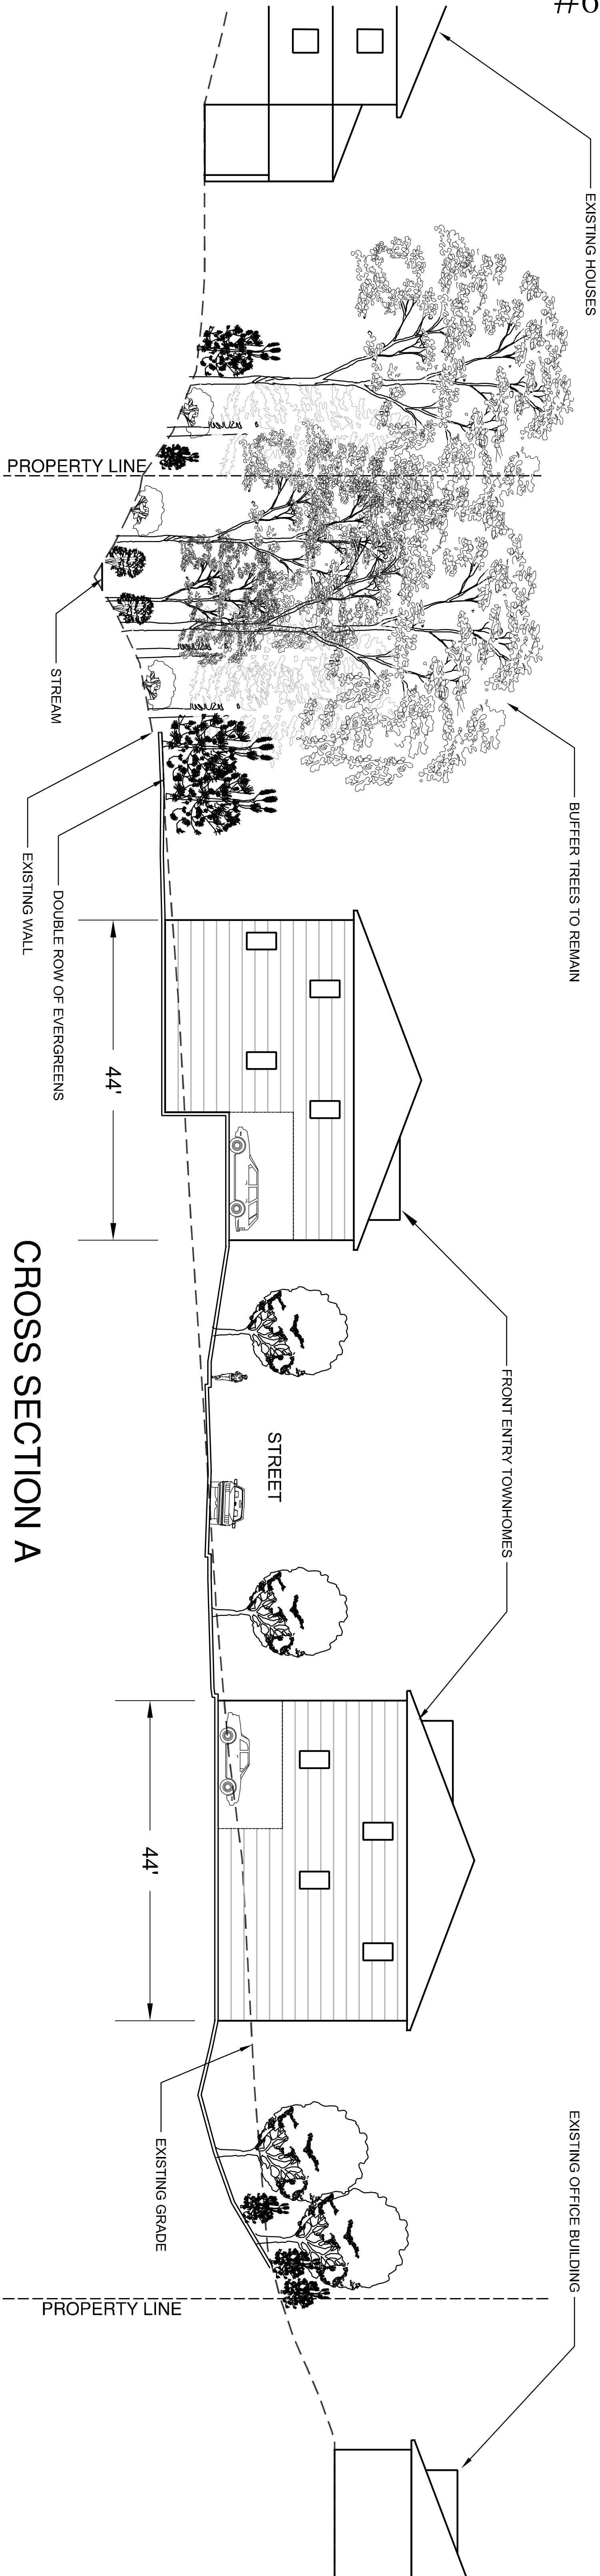 #6
EXISTING HOUSES
PROPERTY LINE
STREAM
BUFFER TREES TO REMAIN
EXISTING WALL
DOUBLE ROW OF EVERGREENS
44'
FRONT ENTRY TOWNHOMES
STREET
CROSS SECTION A
44'
EXISTING GRADE
EXISTING OFFICE BUILDING
PROPERTY LINE